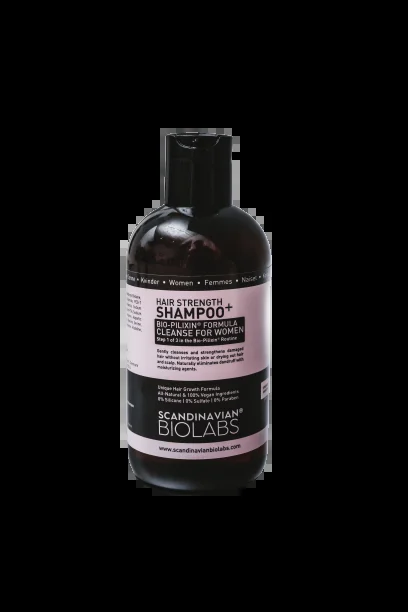 Kvinder • Women • Femmes •
HAIR STRENGTH
SHAMPOO+
BIO-PILIXIN® FORMULA
CLEANSE FOR WOMEN
Step 1 of 3 in the Bio-Pilixin® Routine
Gently cleanses and strengthens damaged
hair without irritating skin or drying out hair
and scalp. Naturally eliminates dandruff with
moisturizing agents.
Unique Hair Growth Formula
All-Natural & 100% Vegan Ingredients
0% Silicone | 0% Sulfate | 0% Paraben
SCANDINAVIAN®
BIOLABS
www.scandinavianbiolabs.com